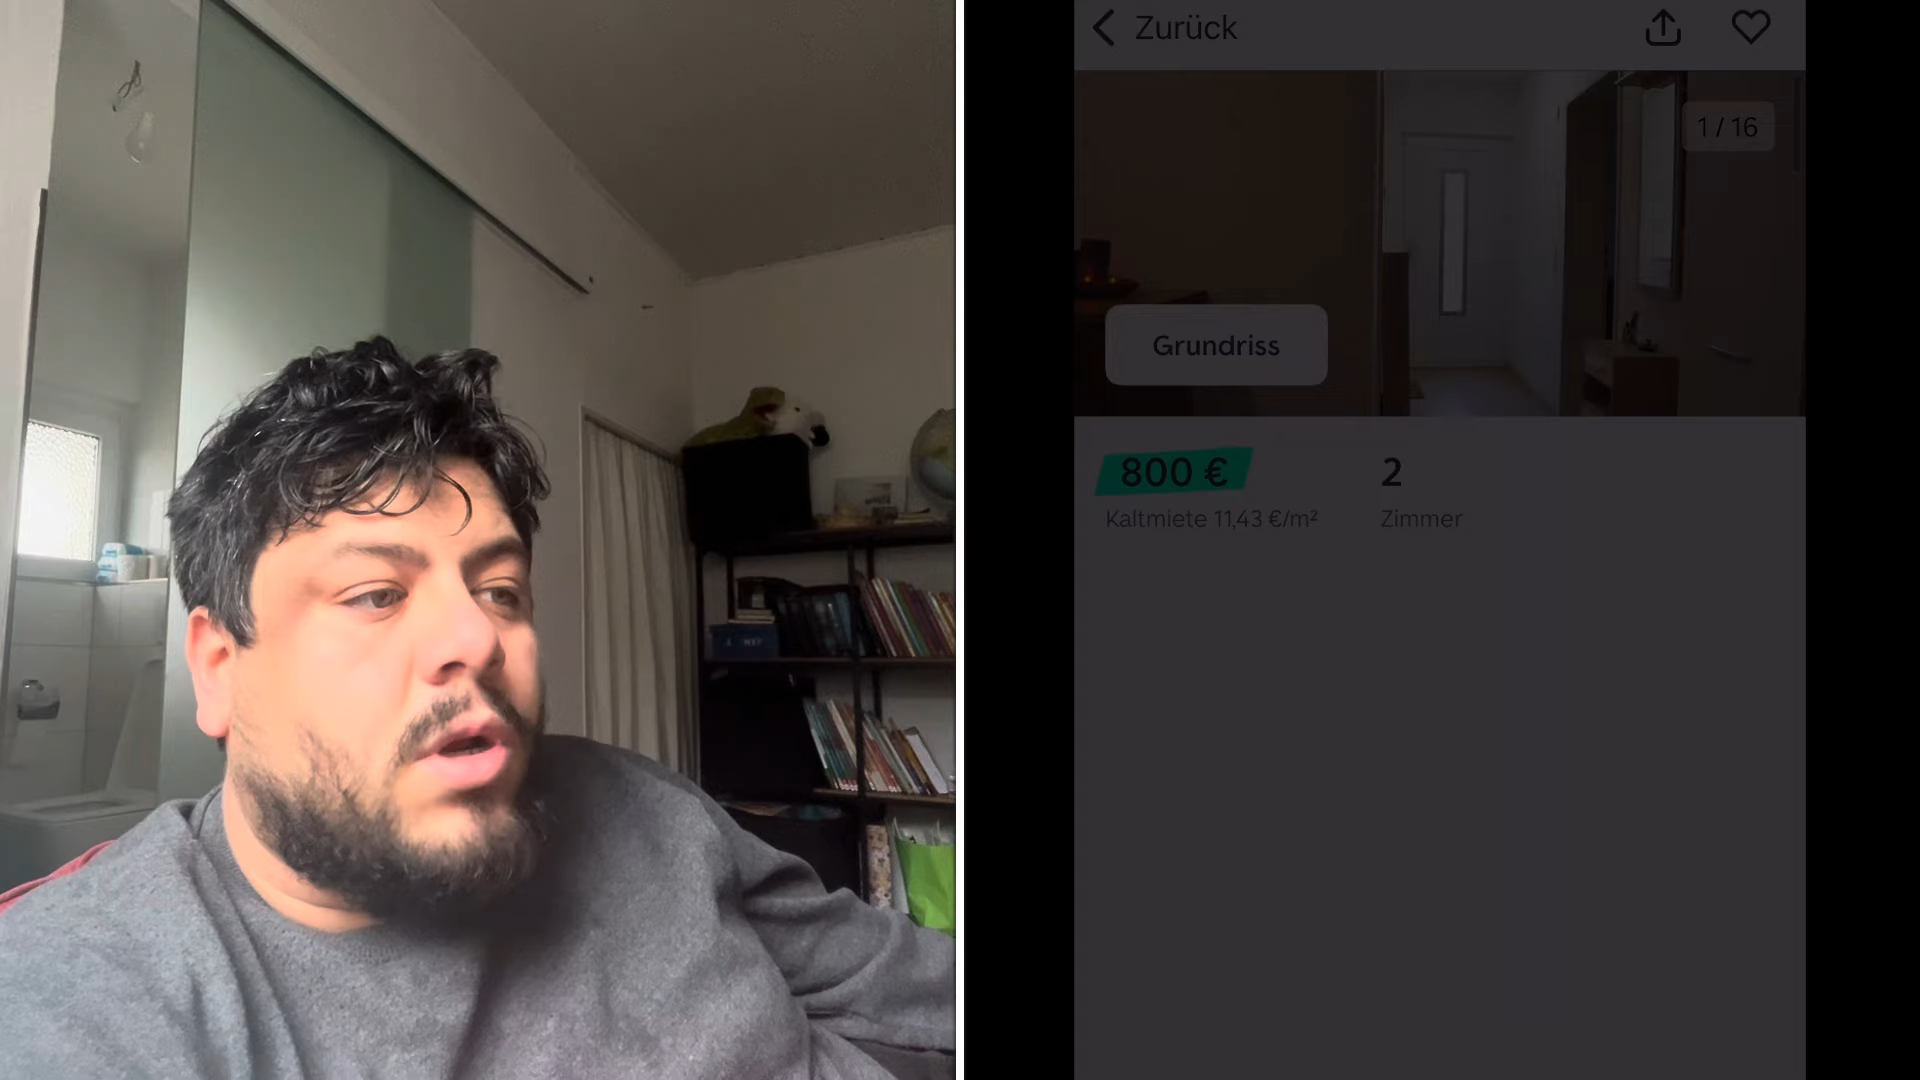 Zurück
1 / 16
Grundriss
800 €
2
Kaltmiete 11,43 €/m²
Zimmer